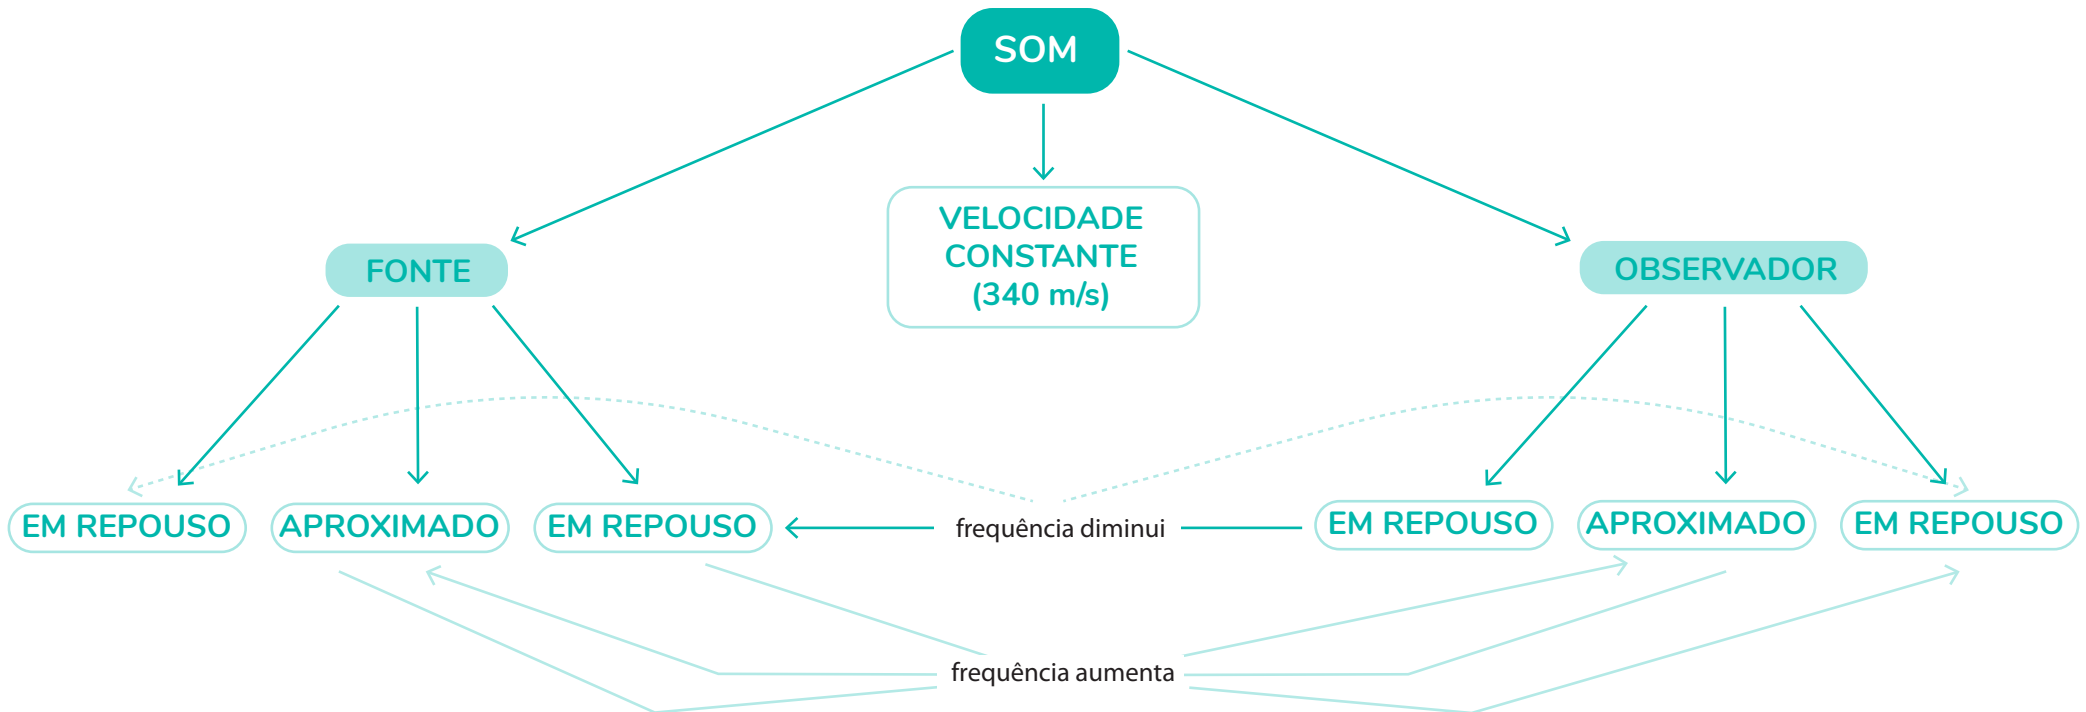 SOM
VELOCIDADE
CONSTANTE
(340 m/s)
FONTE
OBSERVADOR
EM REPOUSO
APROXIMADO
EM REPOUSO
frequência diminui
EM REPOUSO
APROXIMADO
EM REPOUSO
frequência aumenta